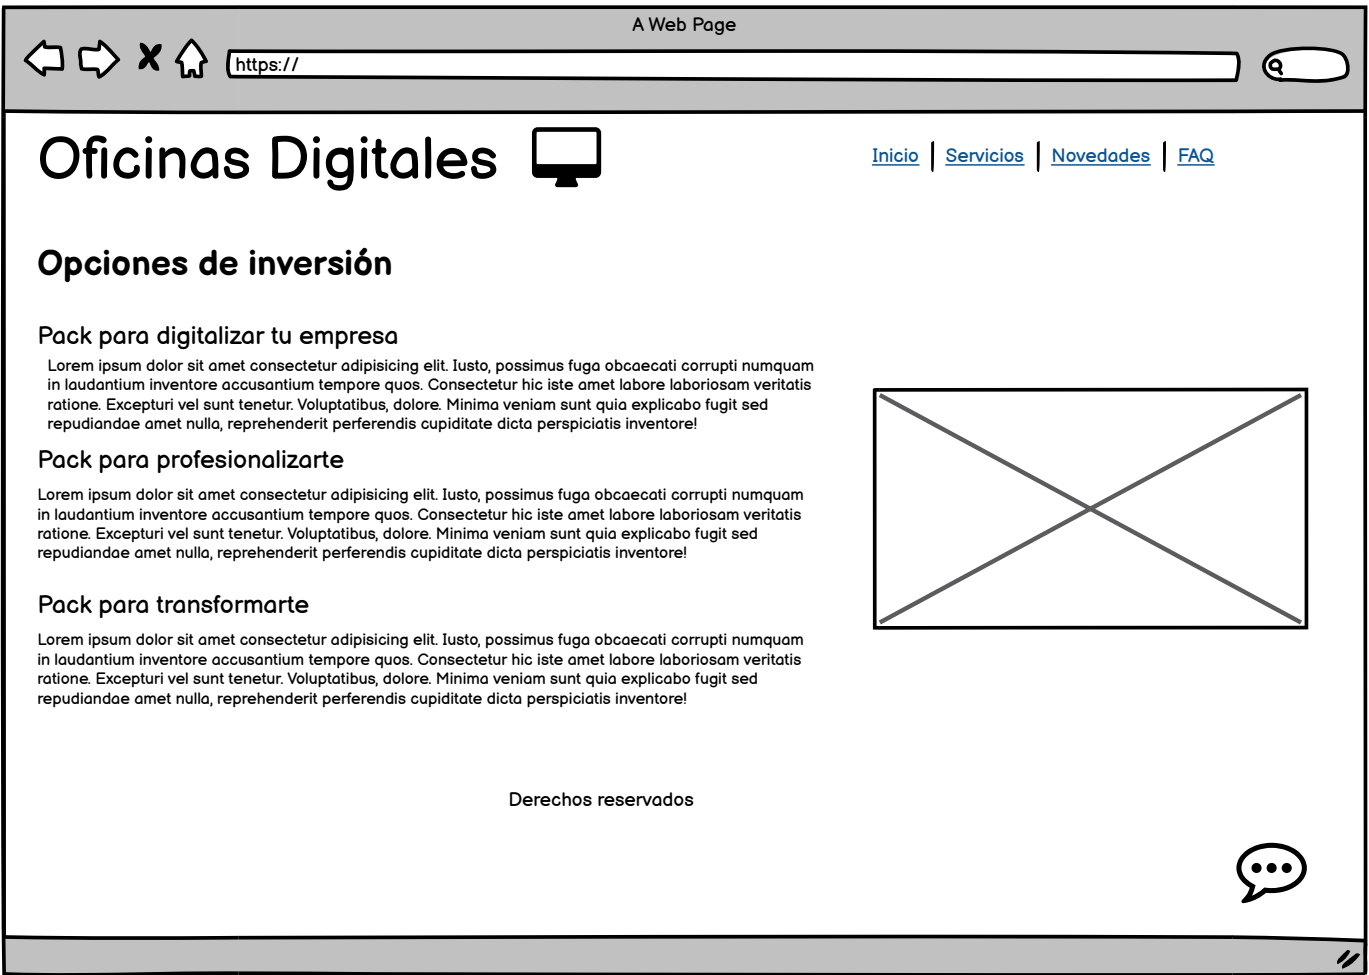 A Web Page
https://
Oficinas Digitales
Inicio
Servicios
Novedades
FAQ
Opciones de inversión
Pack para digitalizar tu empresa
Lorem ipsum dolor sit amet consectetur adipisicing elit. Iusto, possimus fuga obcaecati corrupti numquam
in laudantium inventore accusantium tempore quos. Consectetur hic iste amet labore laboriosam veritatis
ratione. Excepturi vel sunt tenetur. Voluptatibus, dolore. Minima veniam sunt quia explicabo fugit sed
repudiandae amet nulla, reprehenderit perferendis cupiditate dicta perspiciatis inventore!
Pack para profesionalizarte
Lorem ipsum dolor sit amet consectetur adipisicing elit. Iusto, possimus fuga obcaecati corrupti numquam
in laudantium inventore accusantium tempore quos. Consectetur hic iste amet labore laboriosam veritatis
ratione. Excepturi vel sunt tenetur. Voluptatibus, dolore. Minima veniam sunt quia explicabo fugit sed
repudiandae amet nulla, reprehenderit perferendis cupiditate dicta perspiciatis inventore!
Pack para transformarte
Lorem ipsum dolor sit amet consectetur adipisicing elit. Iusto, possimus fuga obcaecati corrupti numquam
in laudantium inventore accusantium tempore quos. Consectetur hic iste amet labore laboriosam veritatis
ratione. Excepturi vel sunt tenetur. Voluptatibus, dolore. Minima veniam sunt quia explicabo fugit sed
repudiandae amet nulla, reprehenderit perferendis cupiditate dicta perspiciatis inventore!
Derechos reservados